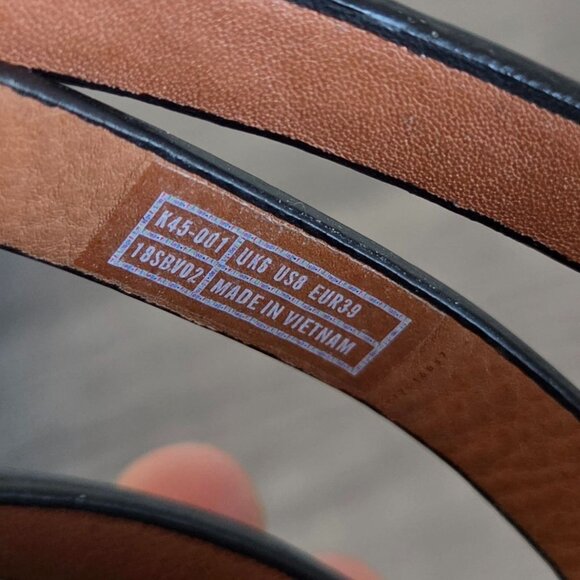 K45-001 UK6 US8 EUR39
18SBV02 MADE IN VIETNAM